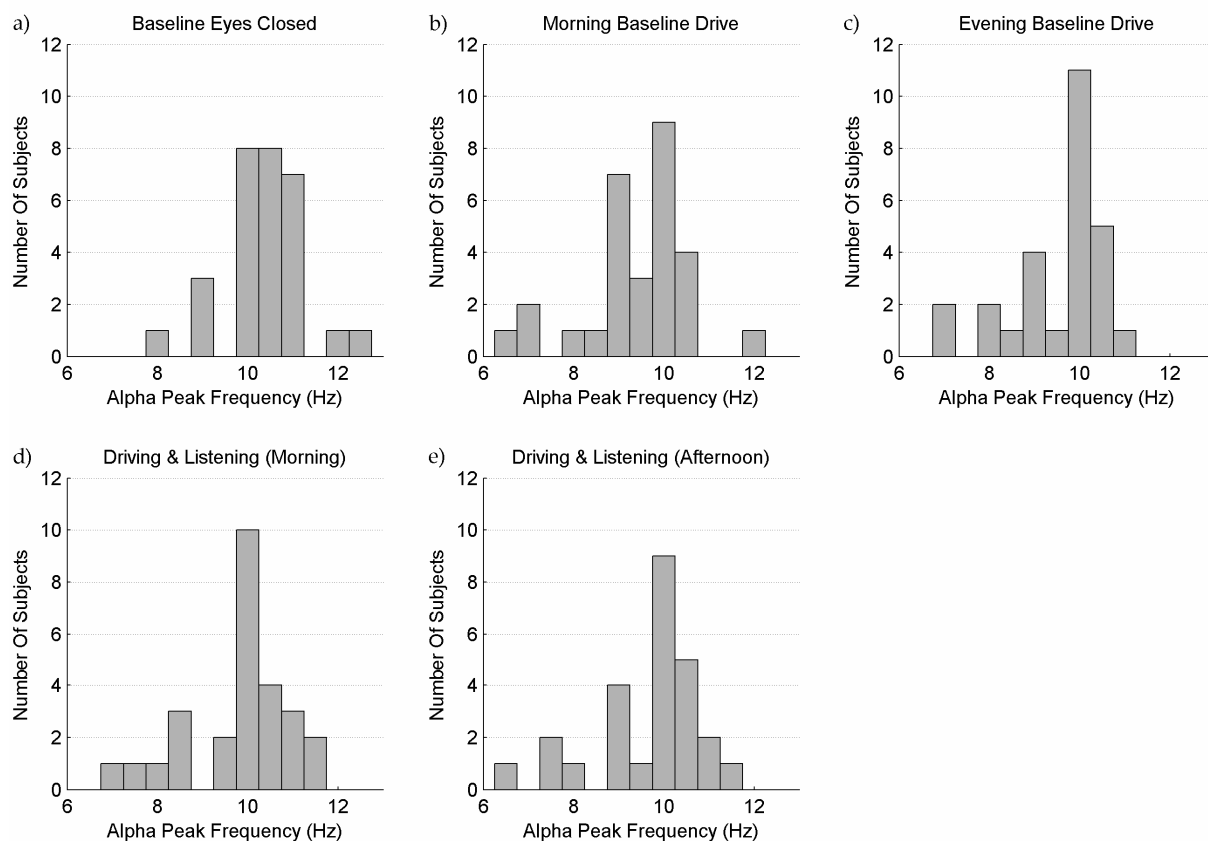 a) Baseline Eyes Closed
12
10
8
6
4
2
0
Number Of Subjects
6 8 10 12
Alpha Peak Frequency (Hz)
b) Morning Baseline Drive
12
10
8
6
4
2
0
Number Of Subjects
6 8 10 12
Alpha Peak Frequency (Hz)
c) Evening Baseline Drive
12
10
8
6
4
2
0
Number Of Subjects
6 8 10 12
Alpha Peak Frequency (Hz)
d) Driving & Listening (Morning)
12
10
8
6
4
2
0
Number Of Subjects
6 8 10 12
Alpha Peak Frequency (Hz)
e) Driving & Listening (Afternoon)
12
10
8
6
4
2
0
Number Of Subjects
6 8 10 12
Alpha Peak Frequency (Hz)